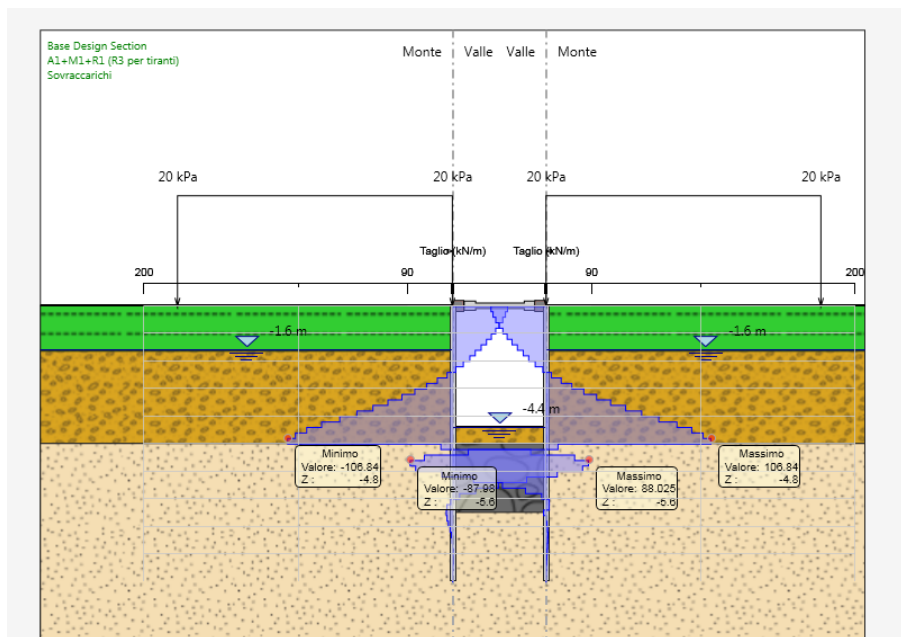 Base Design Section
A1+M1+R1 (R3 per tiranti)
Sovraccarichi
Monte Valle Valle Monte
20 kPa 20 kPa 20 kPa 20 kPa
Taglio (kN/m) Taglio (kN/m)
200 90 90 200
-1.6 m -1.6 m
-4.4 m
Minimo
Valore: -106.84
Z : -4.8
Minimo
Valore: -87.98
Z : -5.6
Massimo
Valore: 88.025
Z : -5.6
Massimo
Valore: 106.84
Z : -4.8